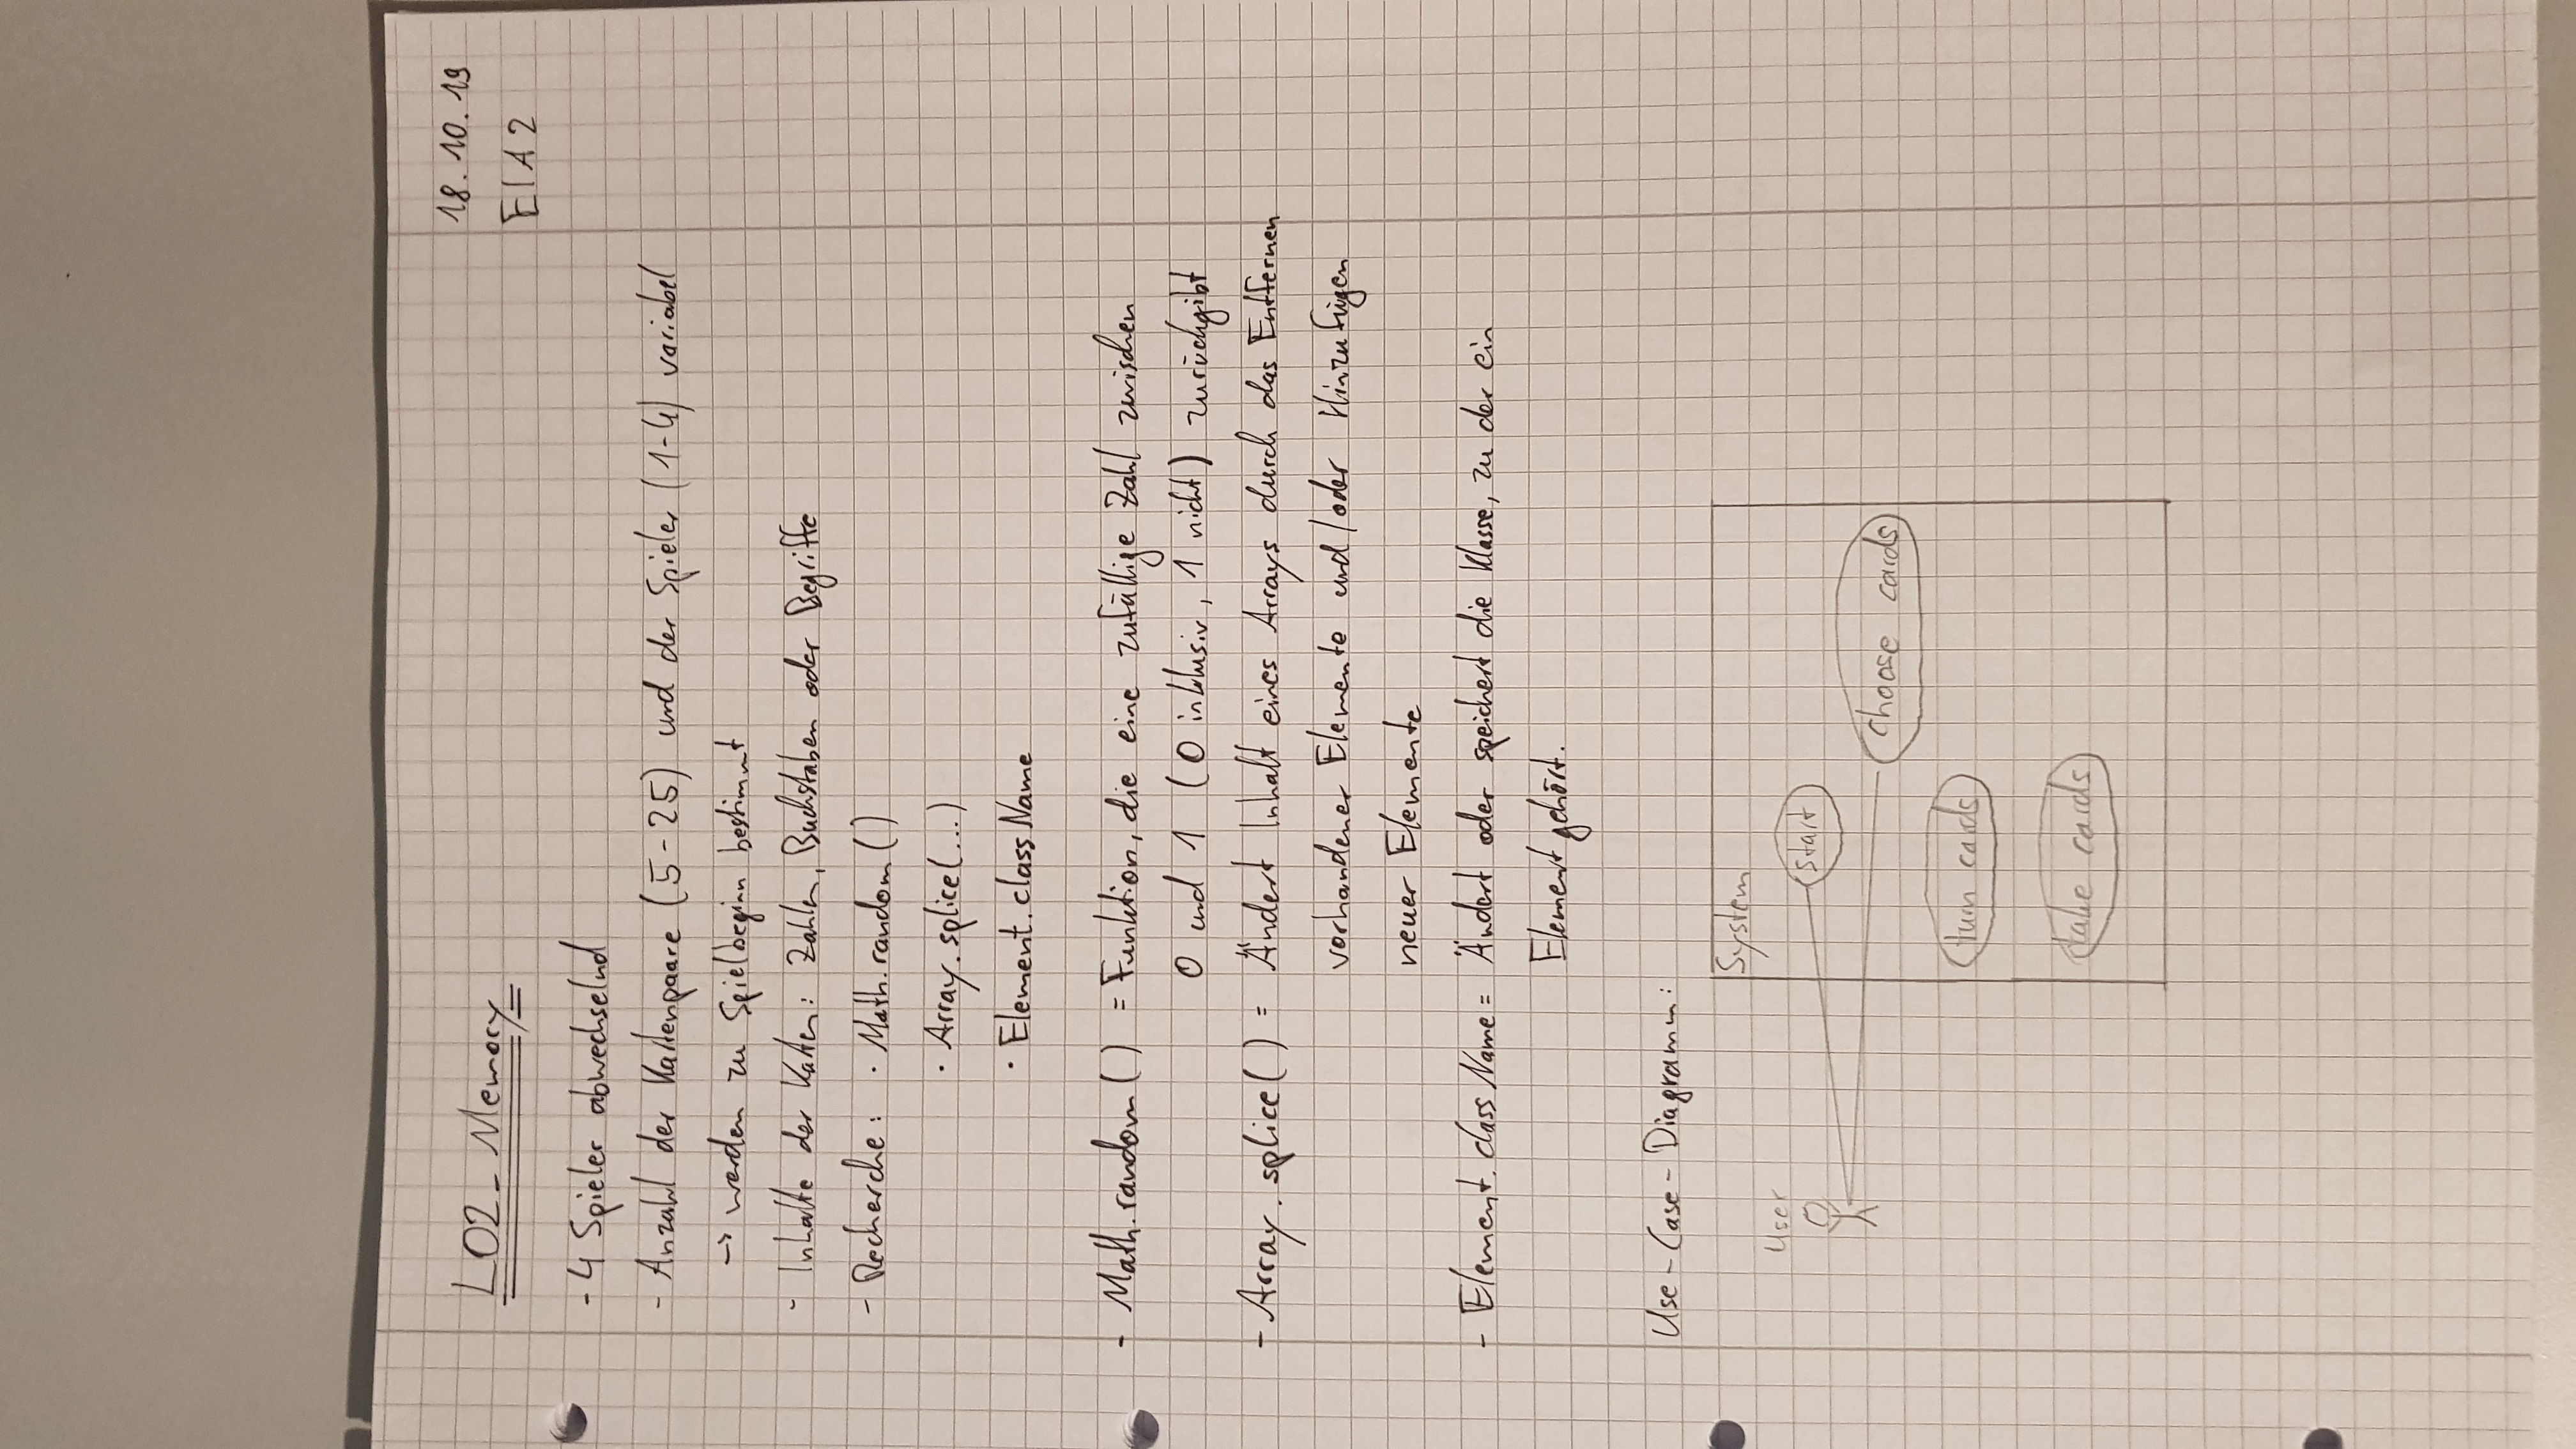 18.10.19
L02 - Memory
EIA2
- 4 Spieler abwechselnd
- Anzahl der Kartenpaare (5-25) und der Spieler (1-4) variabel
-> werden zu Spielbeginn bestimmt
- Inhalte der Karten: Zahlen, Buchstaben oder Begriffe
- Recherche: · Math.random()
· Array.splice(...)
· Element.className
- Math.random() = Funktion, die eine zufällige Zahl zwischen
0 und 1 (0 inklusiv, 1 nicht) zurückgibt
- Array.splice() = Ändert Inhalt eines Arrays durch das Entfernen
vorhandener Elemente und/oder Hinzufügen
neuer Elemente
- Element.className = Ändert oder speichert die Klasse, zu der ein
Element gehört.
Use-Case-Diagramm:
System
User
start
choose cards
turn cards
take cards